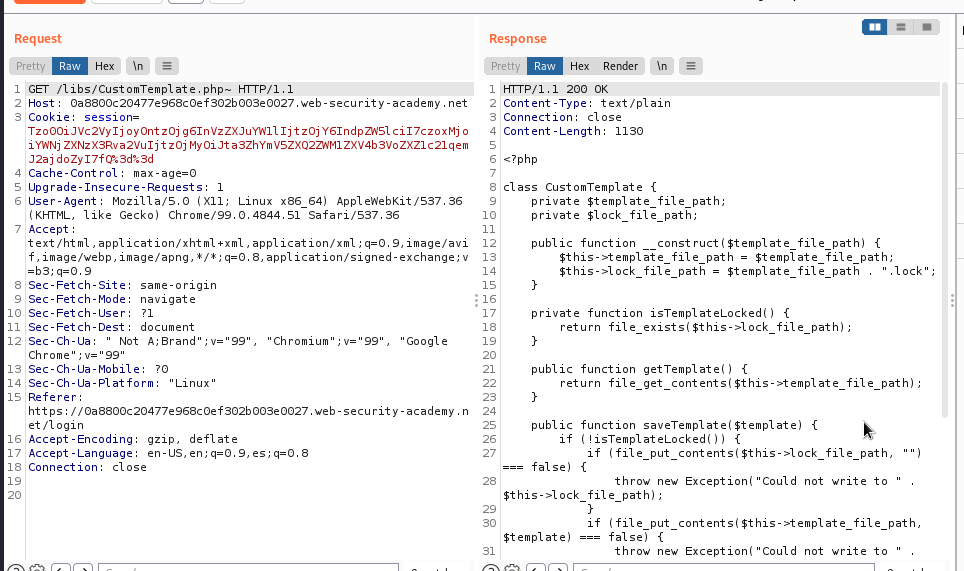 Request
Pretty Raw Hex \n
1 GET /libs/CustomTemplate.php~ HTTP/1.1
2 Host: 0a8800c20477e968c0ef302b003e0027.web-security-academy.net
3 Cookie: session=
Tzo0OiJVc2VyIjoyOntzOjg6InVzZXJuYW1lIjtzOjY6IndpZW5lciI7czoxMjo
iYWNjZXNzX3Rva2VuIjtzOjMyOiJta3ZhYmV5ZXQ2ZWM1ZXV4b3VoZXZ1c21qem
J2ajdoZyI7fQ%3d%3d
4 Cache-Control: max-age=0
5 Upgrade-Insecure-Requests: 1
6 User-Agent: Mozilla/5.0 (X11; Linux x86_64) AppleWebKit/537.36
(KHTML, like Gecko) Chrome/99.0.4844.51 Safari/537.36
7 Accept:
text/html,application/xhtml+xml,application/xml;q=0.9,image/avi
f,image/webp,image/apng,*/*;q=0.8,application/signed-exchange;v
=b3;q=0.9
8 Sec-Fetch-Site: same-origin
9 Sec-Fetch-Mode: navigate
10 Sec-Fetch-User: ?1
11 Sec-Fetch-Dest: document
12 Sec-Ch-Ua: " Not A;Brand";v="99", "Chromium";v="99", "Google
Chrome";v="99"
13 Sec-Ch-Ua-Mobile: ?0
14 Sec-Ch-Ua-Platform: "Linux"
15 Referer:
https://0a8800c20477e968c0ef302b003e0027.web-security-academy.n
et/login
16 Accept-Encoding: gzip, deflate
17 Accept-Language: en-US,en;q=0.9,es;q=0.8
18 Connection: close
19
20
Response
Pretty Raw Hex Render \n
1 HTTP/1.1 200 OK
2 Content-Type: text/plain
3 Connection: close
4 Content-Length: 1130
5
6 <?php
7
8 class CustomTemplate {
9 private $template_file_path;
10 private $lock_file_path;
11
12 public function __construct($template_file_path) {
13 $this->template_file_path = $template_file_path;
14 $this->lock_file_path = $template_file_path . ".lock";
15 }
16
17 private function isTemplateLocked() {
18 return file_exists($this->lock_file_path);
19 }
20
21 public function getTemplate() {
22 return file_get_contents($this->template_file_path);
23 }
24
25 public function saveTemplate($template) {
26 if (!isTemplateLocked()) {
27 if (file_put_contents($this->lock_file_path, "")
=== false) {
28 throw new Exception("Could not write to " .
$this->lock_file_path);
29 }
30 if (file_put_contents($this->template_file_path,
$template) === false) {
31 throw new Exception("Could not write to " .